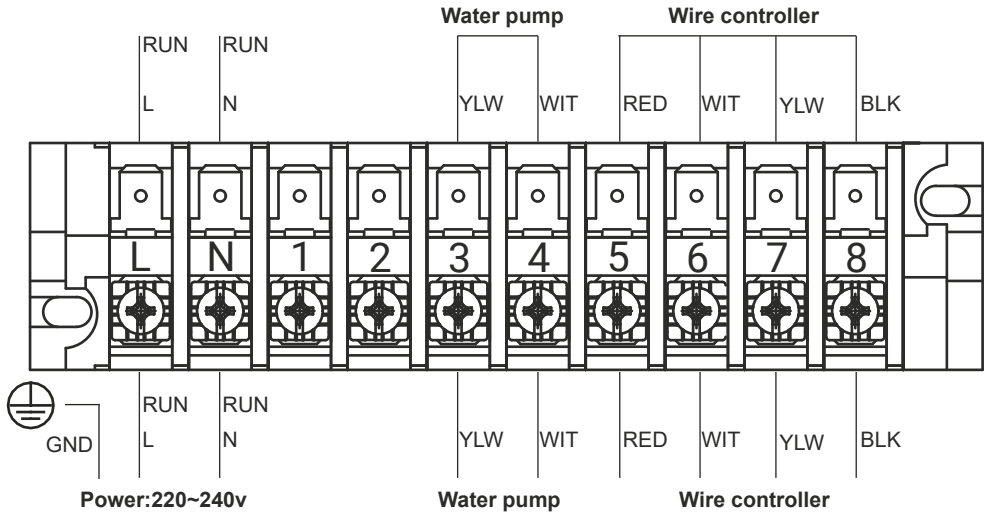 Water pump Wire controller
RUN RUN
L N YLW WIT RED WIT YLW BLK
L N 1 2 3 4 5 6 7 8
RUN RUN
GND L N YLW WIT RED WIT YLW BLK
Power:220~240v Water pump Wire controller